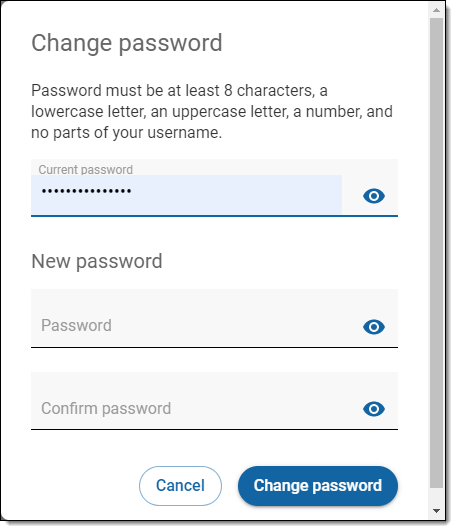 Change password
Password must be at least 8 characters, a
lowercase letter, an uppercase letter, a number, and
no parts of your username.
Current password
•••••••••••••••
New password
Password
Confirm password
Cancel
Change password